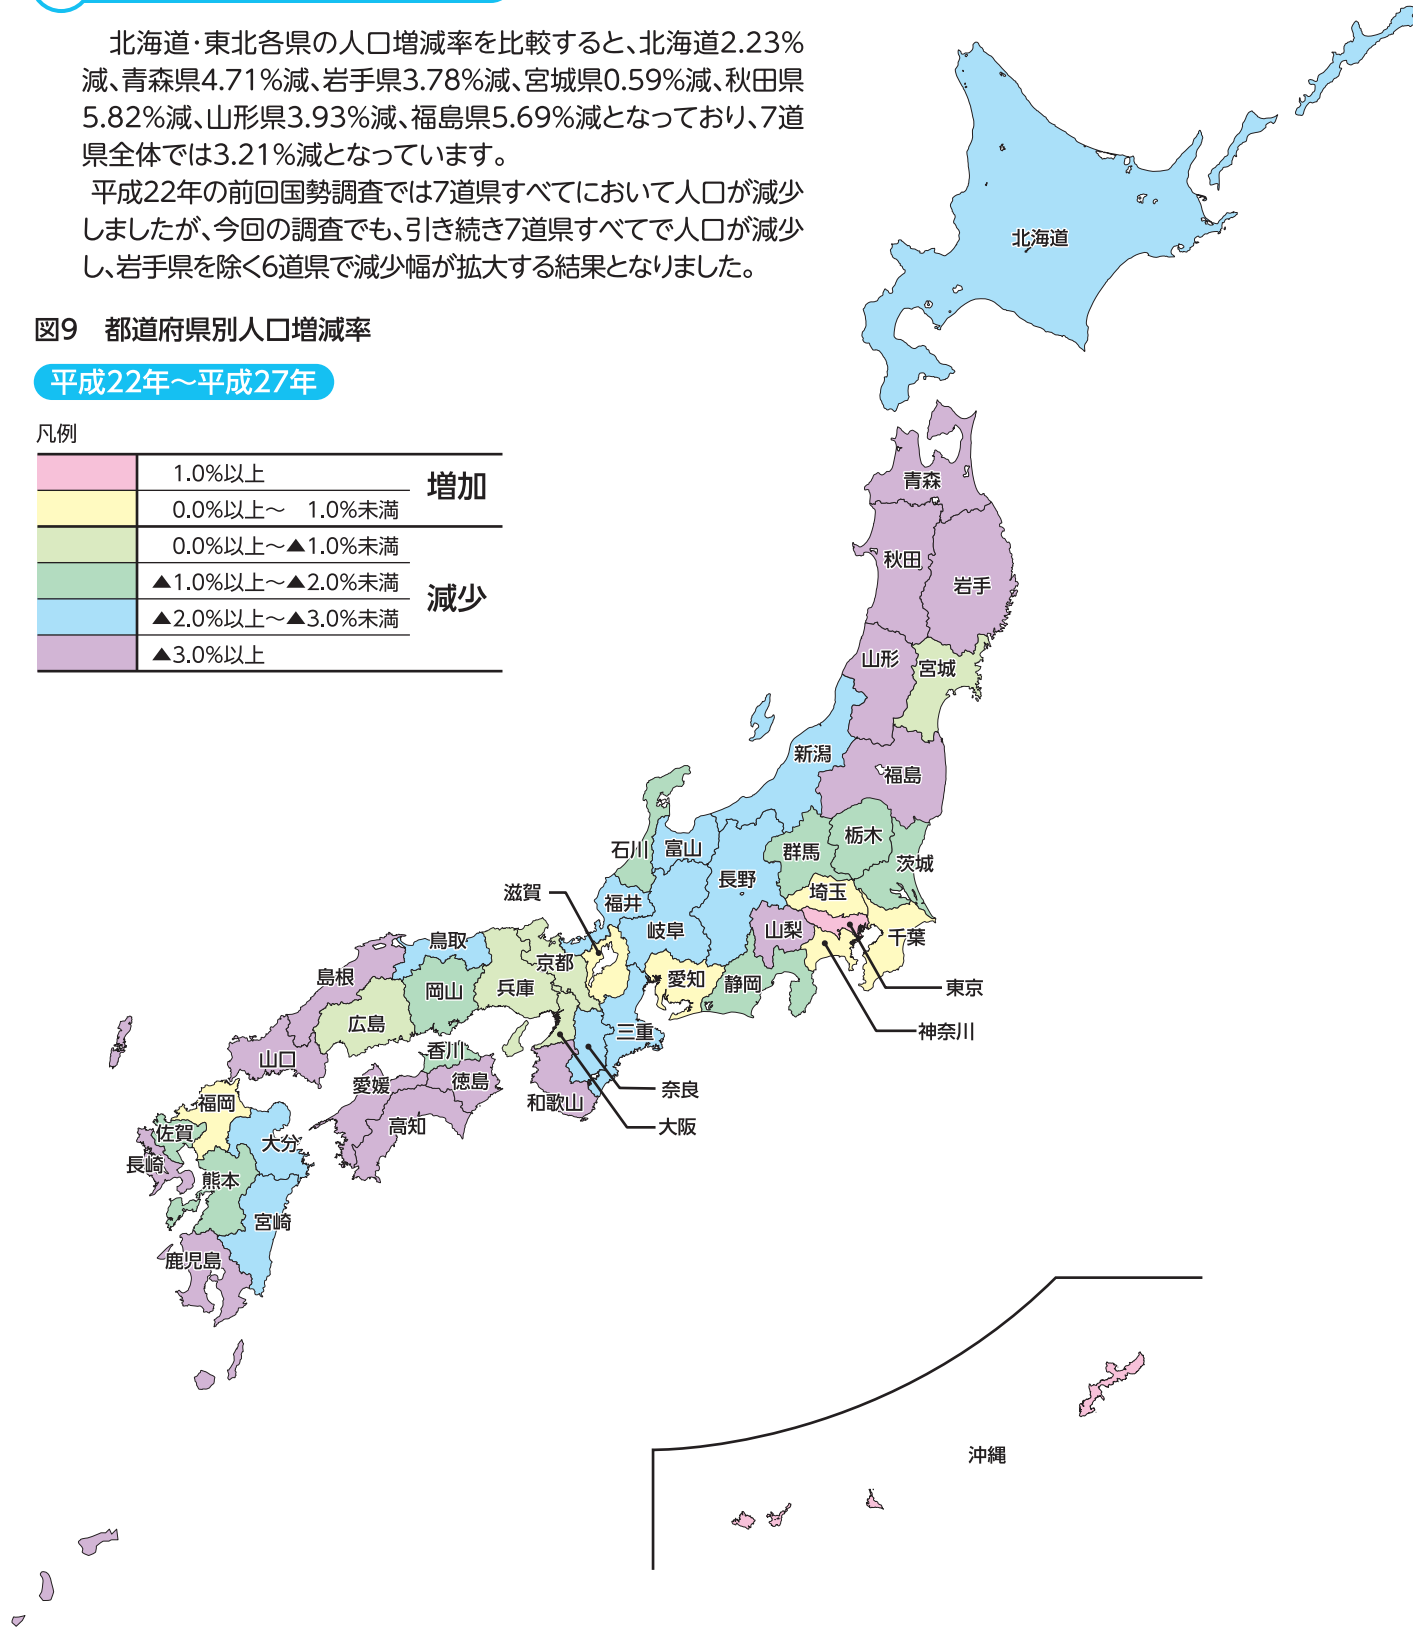 北海道・東北各県の人口増減率を比較すると、北海道2.23%
減、青森県4.71%減、岩手県3.78%減、宮城県0.59%減、秋田県
5.82%減、山形県3.93%減、福島県5.69%減となっており、7道
県全体では3.21%減となっています。
平成22年の前回国勢調査では7道県すべてにおいて人口が減少
しましたが、今回の調査でも、引き続き7道県すべてで人口が減少
し、岩手県を除く6道県で減少幅が拡大する結果となりました。
図9 都道府県別人口増減率
平成22年～平成27年
凡例
1.0%以上
0.0%以上～ 1.0%未満
増加
0.0%以上～▲1.0%未満
▲1.0%以上～▲2.0%未満
▲2.0%以上～▲3.0%未満
▲3.0%以上
減少
北海道
青森
秋田
岩手
山形
宮城
新潟
福島
石川
富山
群馬
栃木
茨城
長野
滋賀
福井
埼玉
岐阜
山梨
千葉
鳥取
京都
島根
岡山
兵庫
愛知
静岡
東京
広島
三重
神奈川
山口
香川
愛媛
徳島
奈良
和歌山
福岡
高知
大阪
佐賀
大分
長崎
熊本
宮崎
鹿児島
沖縄